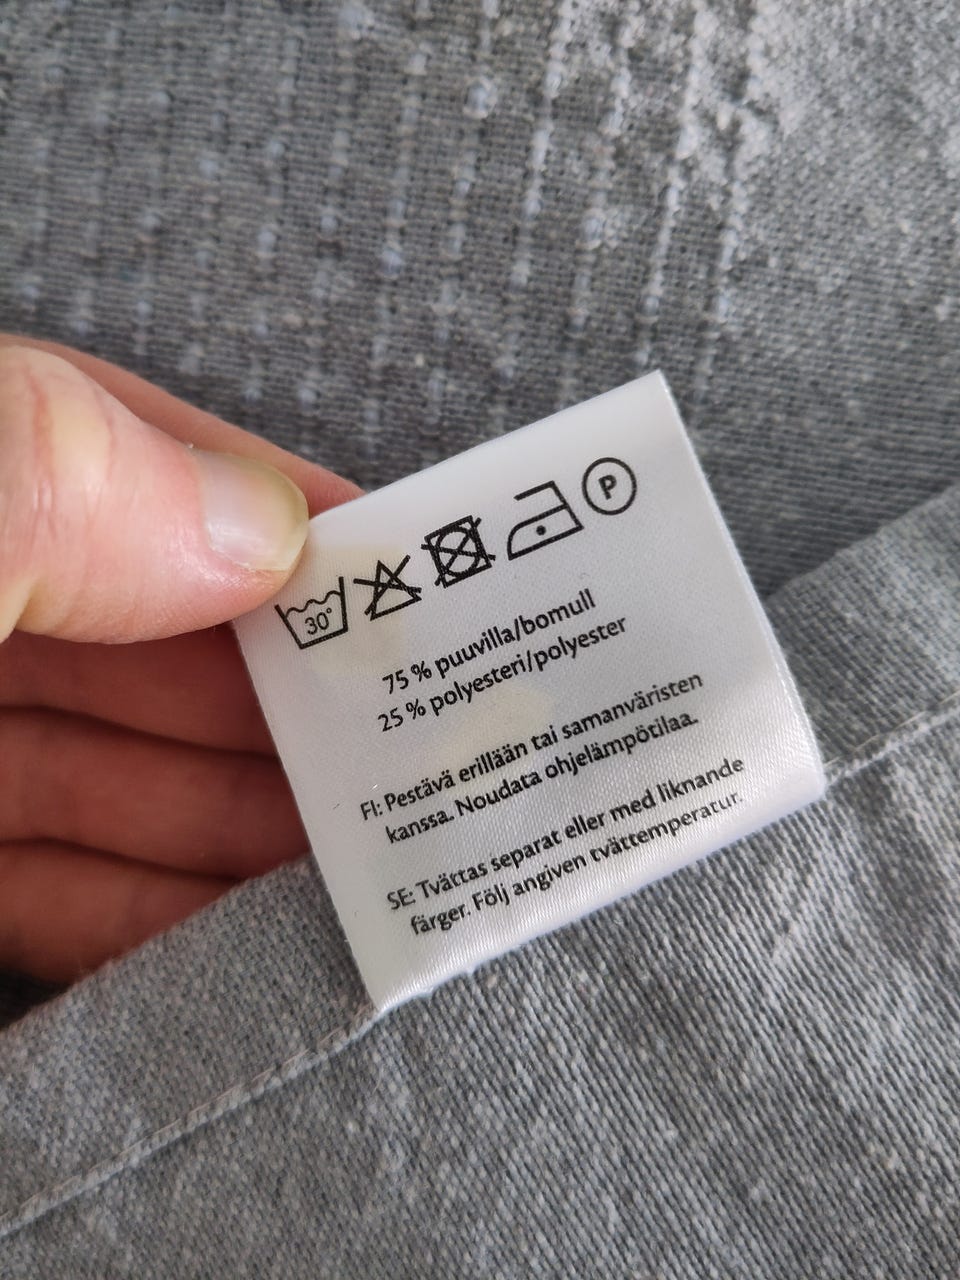 30°
P
75 % puuvilla/bomull
25 % polyesteri/polyester
FI: Pestävä erillään tai samanväristen
kanssa. Noudata ohjelämpötilaa.
SE: Tvättas separat eller med liknande
färger. Följ angiven tvättemperatur.